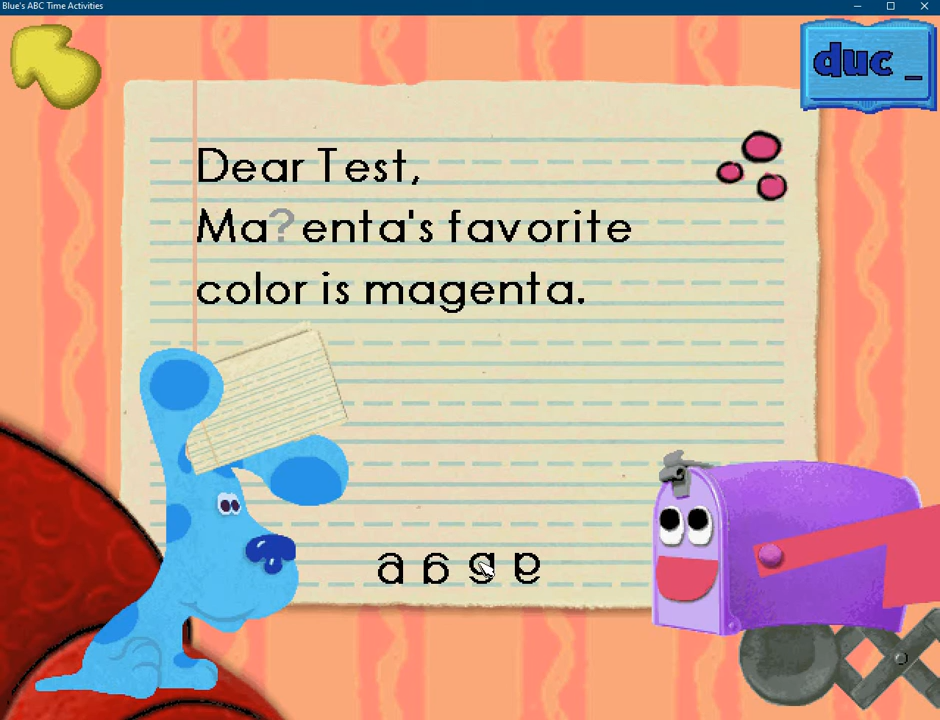 Blue's ABC Time Activities
duc _
Dear Test,
Ma?enta's favorite
color is magenta.